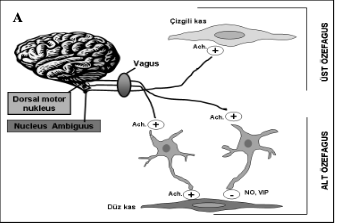 A
Çizgili kas
Ach.
Vagus
Dorsal motor
nukleus
Nucleus Ambiguus
Ach.
Ach.
Ach.
NO, VIP
Düz kas
ÜST ÖZEFAGUS
ALT ÖZEFAGUS